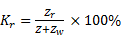 K_r = z_r / (z+z_w) × 100%